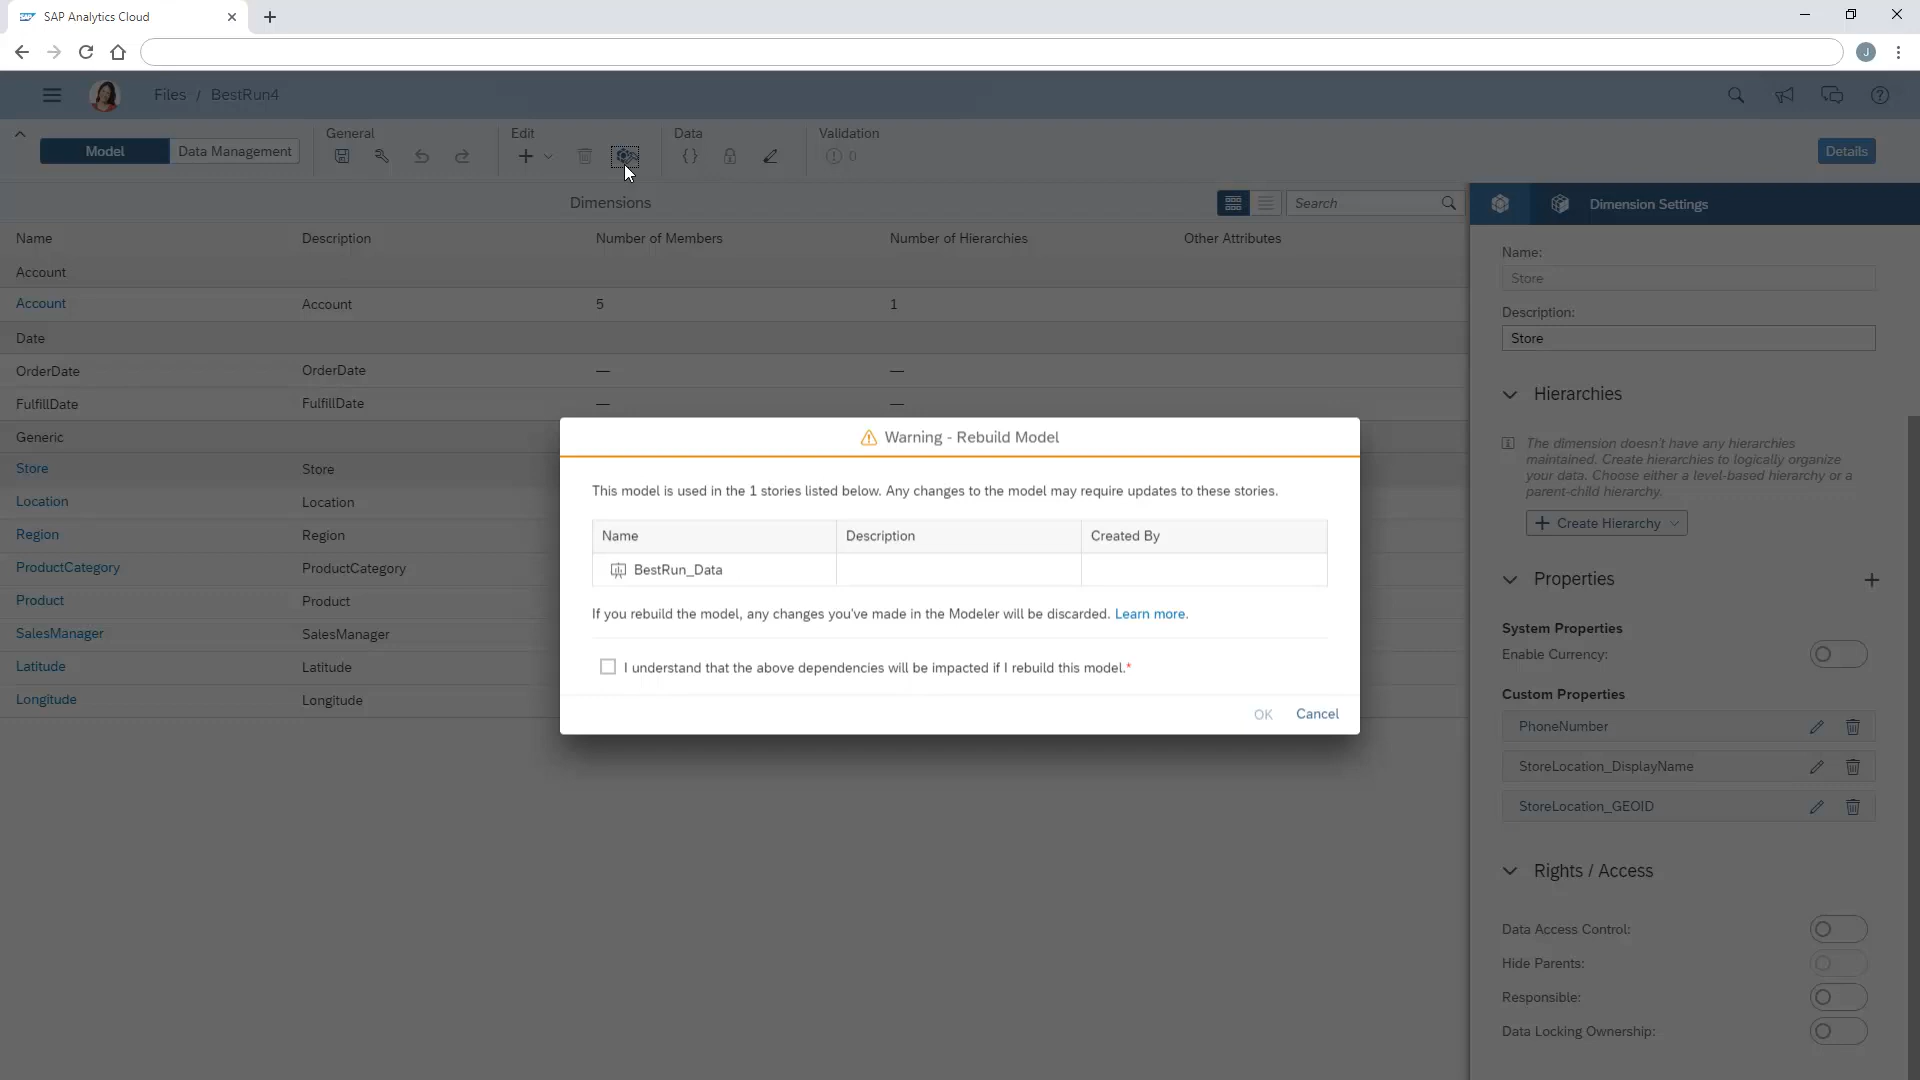 SAP Analytics Cloud
J
Files / BestRun4
Model
Data Management
General
Edit
Data
Validation
0
Details
Dimensions
Search
Name Description Number of Members Number of Hierarchies Other Attributes
Account
Account Account 5 1
Date
OrderDate OrderDate — —
FulfillDate FulfillDate — —
Generic
Store Store
Location Location
Region Region
ProductCategory ProductCategory
Product Product
SalesManager SalesManager
Latitude Latitude
Longitude Longitude
Warning - Rebuild Model
This model is used in the 1 stories listed below. Any changes to the model may require updates to these stories.
Name Description Created By
BestRun_Data
If you rebuild the model, any changes you've made in the Modeler will be discarded. Learn more.
I understand that the above dependencies will be impacted if I rebuild this model.*
OK Cancel
Dimension Settings
Name:
Store
Description:
Store
Hierarchies
The dimension doesn't have any hierarchies
maintained. Create hierarchies to logically organize
your data. Choose either a level-based hierarchy or a
parent-child hierarchy.
Create Hierarchy
Properties
System Properties
Enable Currency:
Custom Properties
PhoneNumber
StoreLocation_DisplayName
StoreLocation_GEOID
Rights / Access
Data Access Control:
Hide Parents:
Responsible:
Data Locking Ownership: